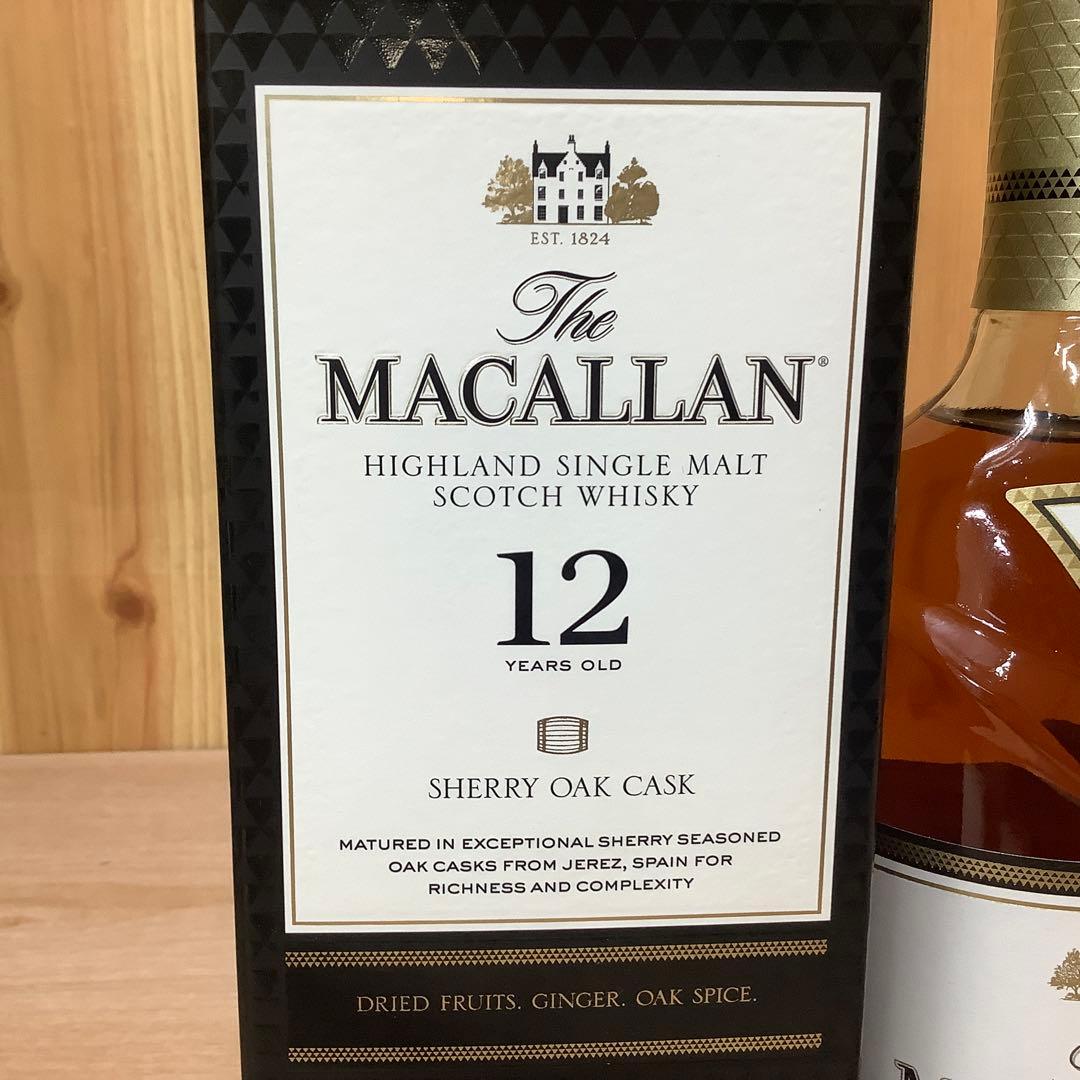 EST. 1824
The
MACALLAN®
HIGHLAND SINGLE MALT
SCOTCH WHISKY
12
YEARS OLD
SHERRY OAK CASK
MATURED IN EXCEPTIONAL SHERRY SEASONED
OAK CASKS FROM JEREZ, SPAIN FOR
RICHNESS AND COMPLEXITY
DRIED FRUITS. GINGER. OAK SPICE.